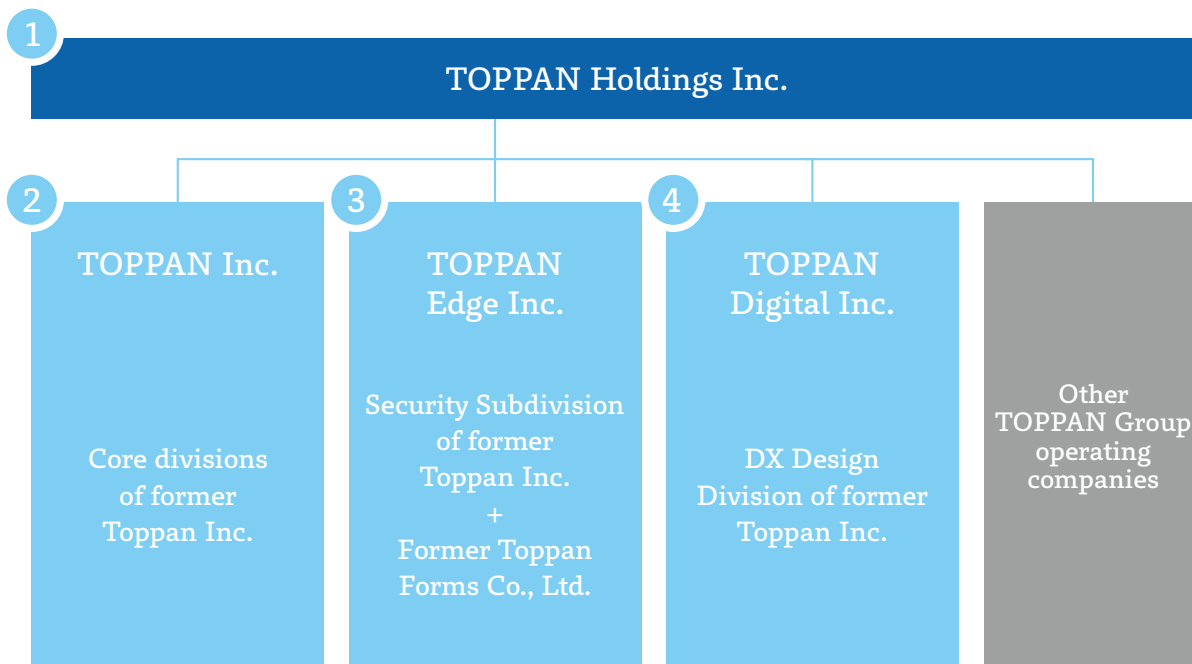 1
TOPPAN Holdings Inc.
2
TOPPAN Inc.
Core divisions
of former
Toppan Inc.
3
TOPPAN
Edge Inc.
Security Subdivision
of former
Toppan Inc.
+
Former Toppan
Forms Co., Ltd.
4
TOPPAN
Digital Inc.
DX Design
Division of former
Toppan Inc.
Other
TOPPAN Group
operating
companies